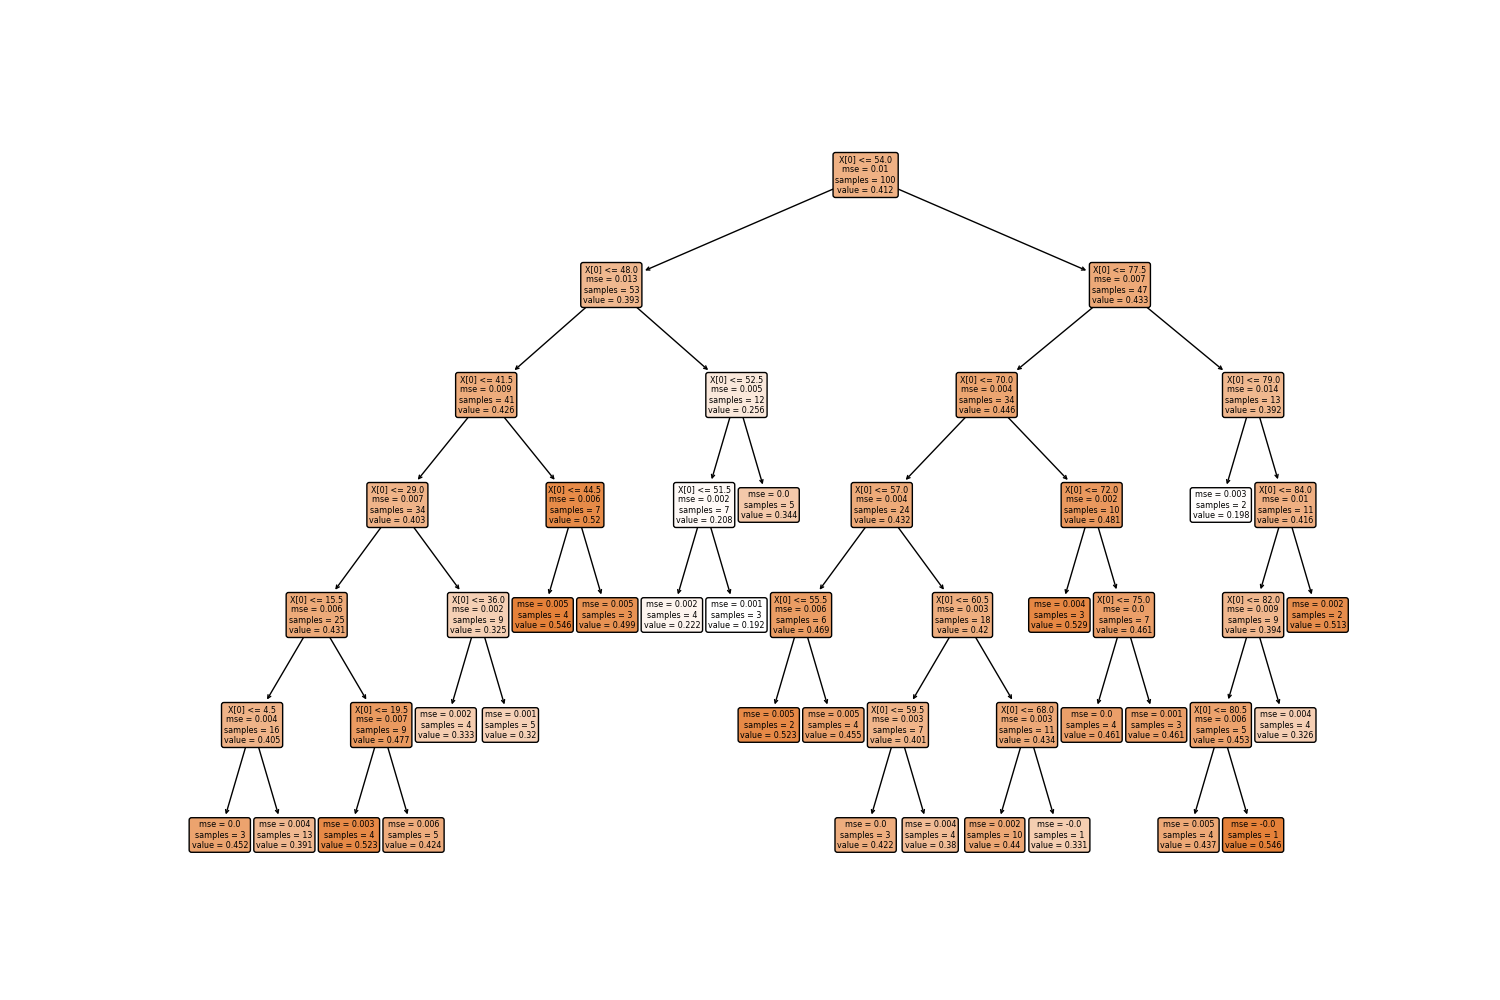 X[0] <= 54.0
mse = 0.01
samples = 100
value = 0.412
X[0] <= 48.0
mse = 0.013
samples = 53
value = 0.393
X[0] <= 77.5
mse = 0.007
samples = 47
value = 0.433
X[0] <= 41.5
mse = 0.009
samples = 41
value = 0.426
X[0] <= 52.5
mse = 0.005
samples = 12
value = 0.256
X[0] <= 70.0
mse = 0.004
samples = 34
value = 0.446
X[0] <= 79.0
mse = 0.014
samples = 13
value = 0.392
X[0] <= 29.0
mse = 0.007
samples = 34
value = 0.403
X[0] <= 44.5
mse = 0.006
samples = 7
value = 0.52
X[0] <= 51.5
mse = 0.002
samples = 7
value = 0.208
mse = 0.0
samples = 5
value = 0.344
X[0] <= 57.0
mse = 0.004
samples = 24
value = 0.432
X[0] <= 72.0
mse = 0.002
samples = 10
value = 0.481
mse = 0.003
samples = 2
value = 0.198
X[0] <= 84.0
mse = 0.01
samples = 11
value = 0.416
X[0] <= 15.5
mse = 0.006
samples = 25
value = 0.431
X[0] <= 36.0
mse = 0.002
samples = 9
value = 0.325
mse = 0.005
samples = 4
value = 0.546
mse = 0.005
samples = 3
value = 0.499
mse = 0.002
samples = 4
value = 0.222
mse = 0.001
samples = 3
value = 0.192
X[0] <= 55.5
mse = 0.006
samples = 6
value = 0.469
X[0] <= 60.5
mse = 0.003
samples = 18
value = 0.42
mse = 0.004
samples = 3
value = 0.529
X[0] <= 75.0
mse = 0.0
samples = 7
value = 0.461
X[0] <= 82.0
mse = 0.009
samples = 9
value = 0.394
mse = 0.002
samples = 2
value = 0.513
X[0] <= 4.5
mse = 0.004
samples = 16
value = 0.405
X[0] <= 19.5
mse = 0.007
samples = 9
value = 0.477
mse = 0.002
samples = 4
value = 0.333
mse = 0.001
samples = 5
value = 0.32
mse = 0.005
samples = 2
value = 0.523
mse = 0.005
samples = 4
value = 0.455
X[0] <= 59.5
mse = 0.003
samples = 7
value = 0.401
X[0] <= 68.0
mse = 0.003
samples = 11
value = 0.434
mse = 0.0
samples = 4
value = 0.461
mse = 0.001
samples = 3
value = 0.461
X[0] <= 80.5
mse = 0.006
samples = 5
value = 0.453
mse = 0.004
samples = 4
value = 0.326
mse = 0.0
samples = 3
value = 0.452
mse = 0.004
samples = 13
value = 0.391
mse = 0.003
samples = 4
value = 0.523
mse = 0.006
samples = 5
value = 0.424
mse = 0.0
samples = 3
value = 0.422
mse = 0.004
samples = 4
value = 0.38
mse = 0.002
samples = 10
value = 0.44
mse = -0.0
samples = 1
value = 0.331
mse = 0.005
samples = 4
value = 0.437
mse = -0.0
samples = 1
value = 0.546